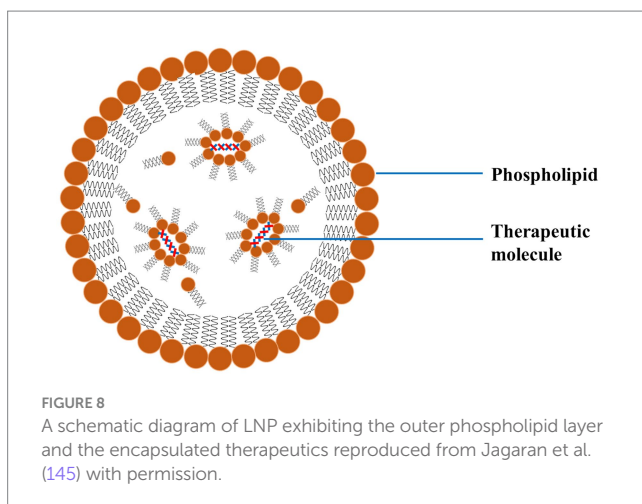 Phospholipid
Therapeutic
molecule
FIGURE 8
A schematic diagram of LNP exhibiting the outer phospholipid layer
and the encapsulated therapeutics reproduced from Jagaran et al.
(145) with permission.